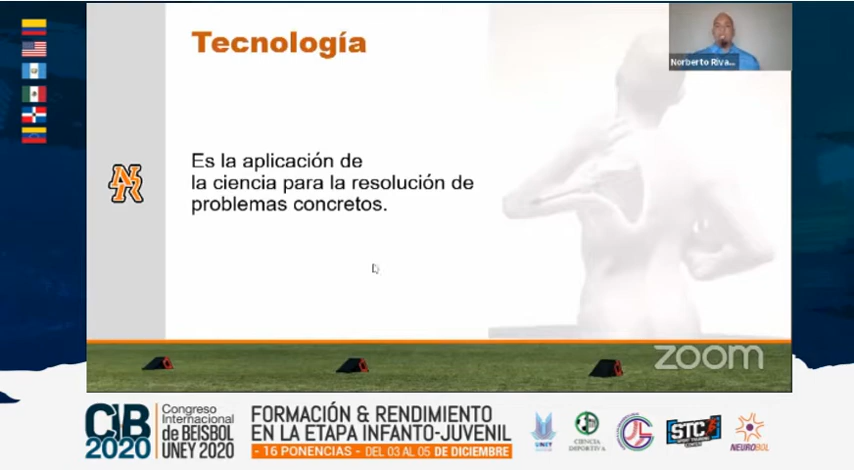 Tecnología
Norberto Riva...
Es la aplicación de
la ciencia para la resolución de
problemas concretos.
NR
zoom
CIB
2020
Congreso
Internacional
de BEISBOL
UNEY 2020
FORMACIÓN & RENDIMIENTO
EN LA ETAPA INFANTO-JUVENIL
- 16 PONENCIAS - DEL 03 AL 05 DE DICIEMBRE
UNEY
CIENCIA
DEPORTIVA
STC
NEUROBOL